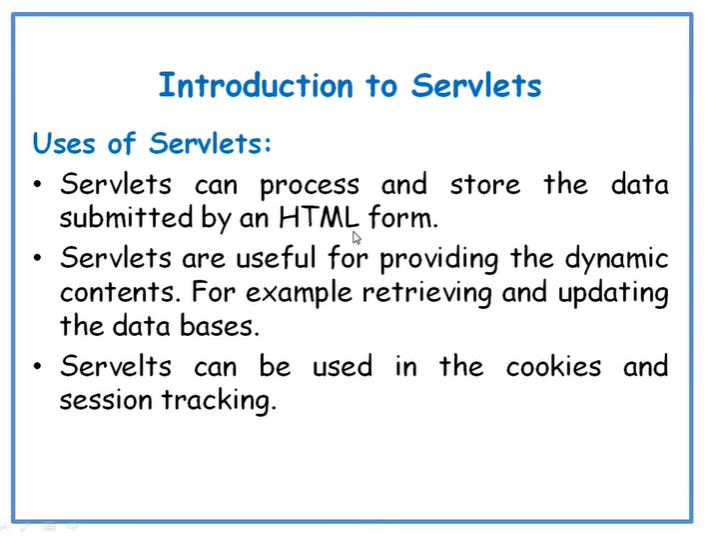 Introduction to Servlets
Uses of Servlets:
• Servlets can process and store the data
submitted by an HTML form.
• Servlets are useful for providing the dynamic
contents. For example retrieving and updating
the data bases.
• Servelts can be used in the cookies and
session tracking.